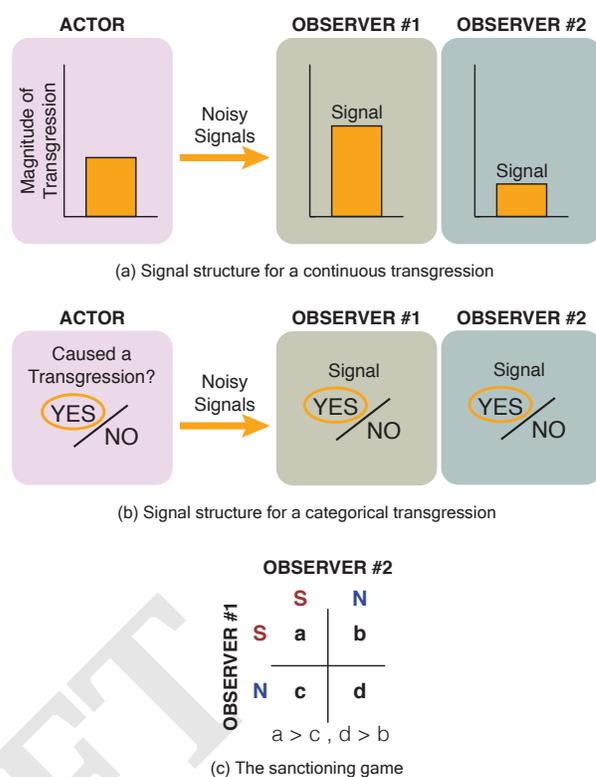 ACTOR
OBSERVER #1
OBSERVER #2
Magnitude of
Transgression
Noisy
Signals
Signal
Signal
(a) Signal structure for a continuous transgression
ACTOR
OBSERVER #1
OBSERVER #2
Caused a
Transgression?
YES
NO
Noisy
Signals
Signal
YES
NO
Signal
YES
NO
(b) Signal structure for a categorical transgression
OBSERVER #2
OBSERVER #1
S N
S a b
N c d
a > c , d > b
(c) The sanctioning game